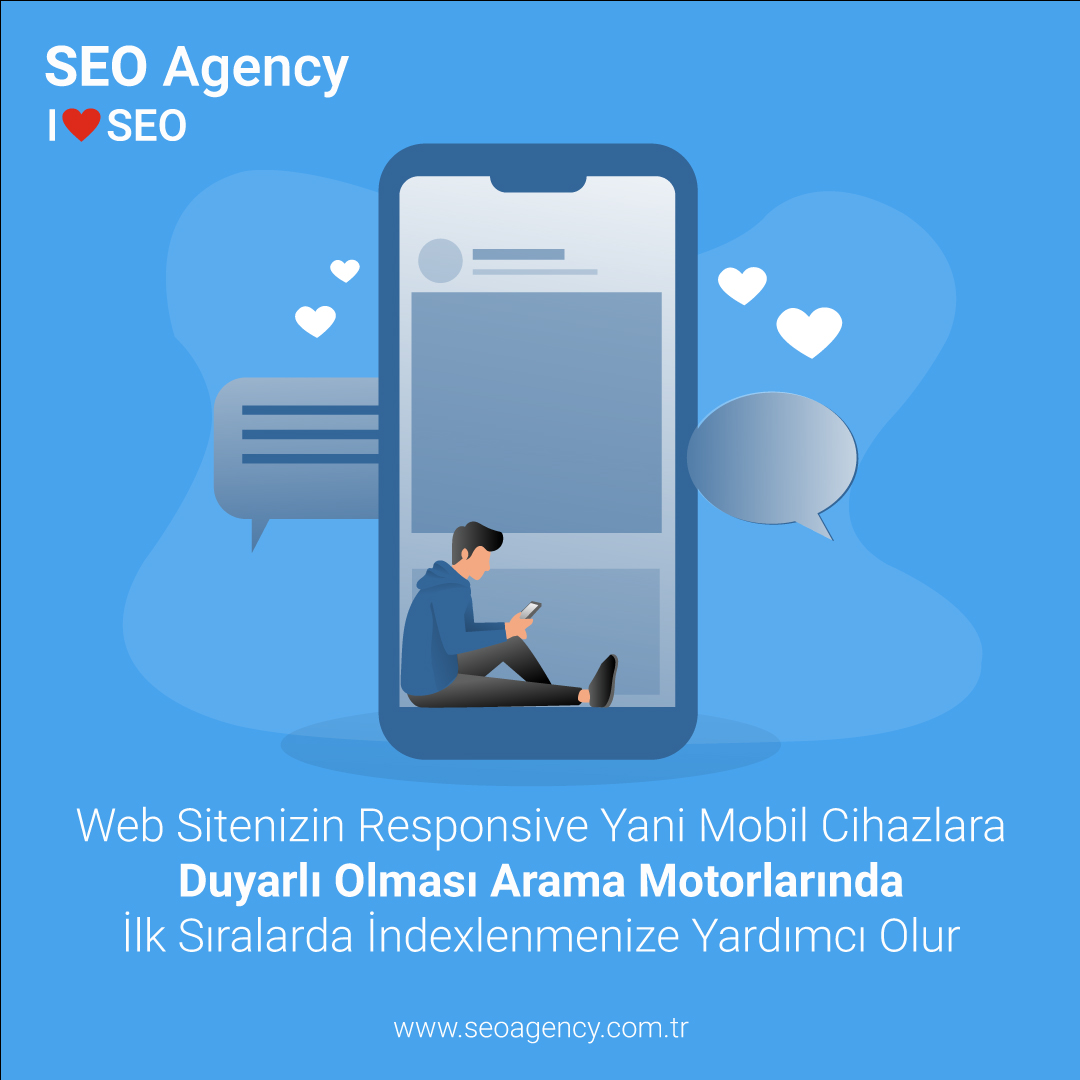 SEO Agency
I❤SEO
Web Sitenizin Responsive Yani Mobil Cihazlara
Duyarlı Olması Arama Motorlarında
İlk Sıralarda İndexlenmenize Yardımcı Olur
www.seoagency.com.tr